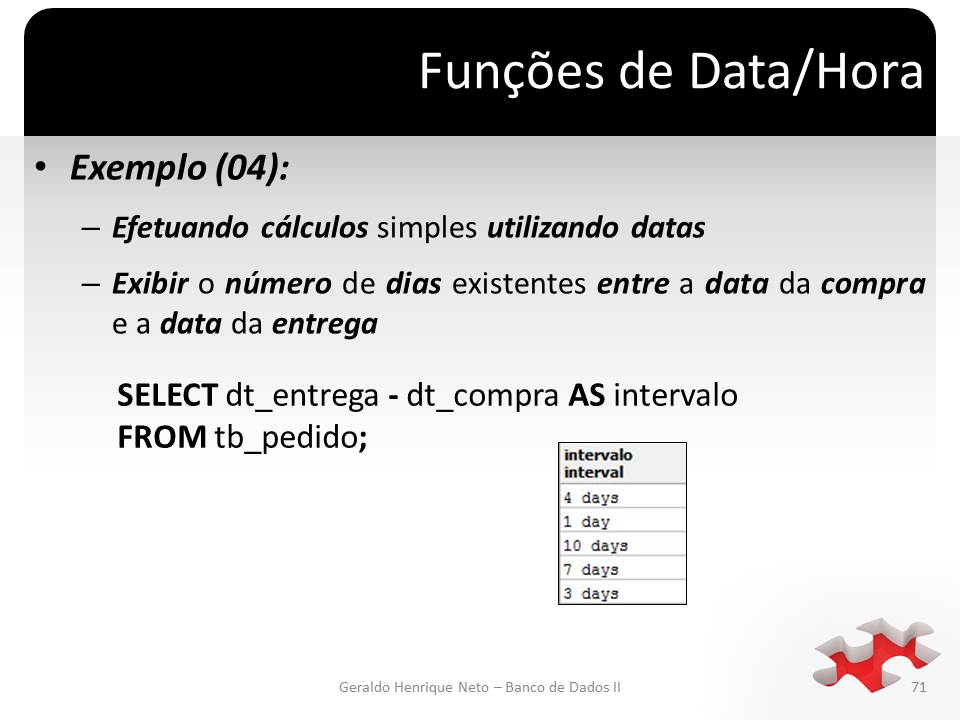 Funções de Data/Hora
• Exemplo (04):
– Efetuando cálculos simples utilizando datas
– Exibir o número de dias existentes entre a data da compra
e a data da entrega
SELECT dt_entrega - dt_compra AS intervalo
FROM tb_pedido;
intervalo
interval
4 days
1 day
10 days
7 days
3 days
Geraldo Henrique Neto – Banco de Dados II
71